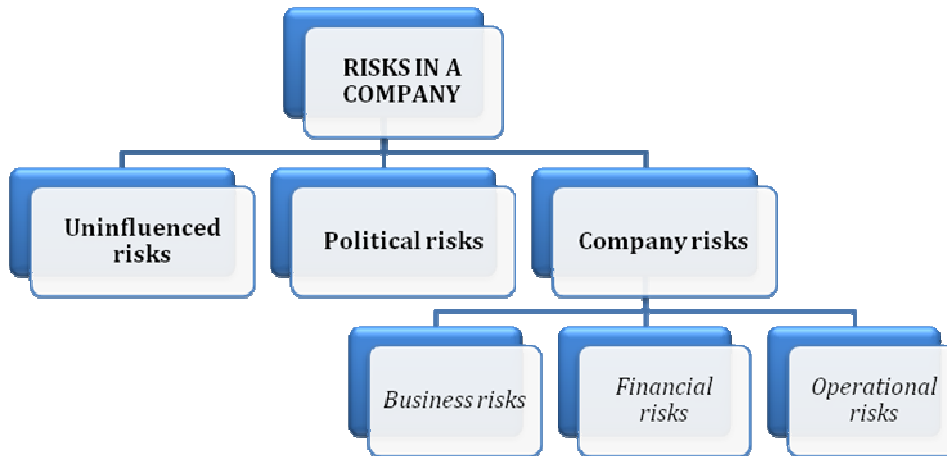 RISKS IN A
COMPANY
Uninfluenced
risks
Political risks
Company risks
Business risks
Financial
risks
Operational
risks